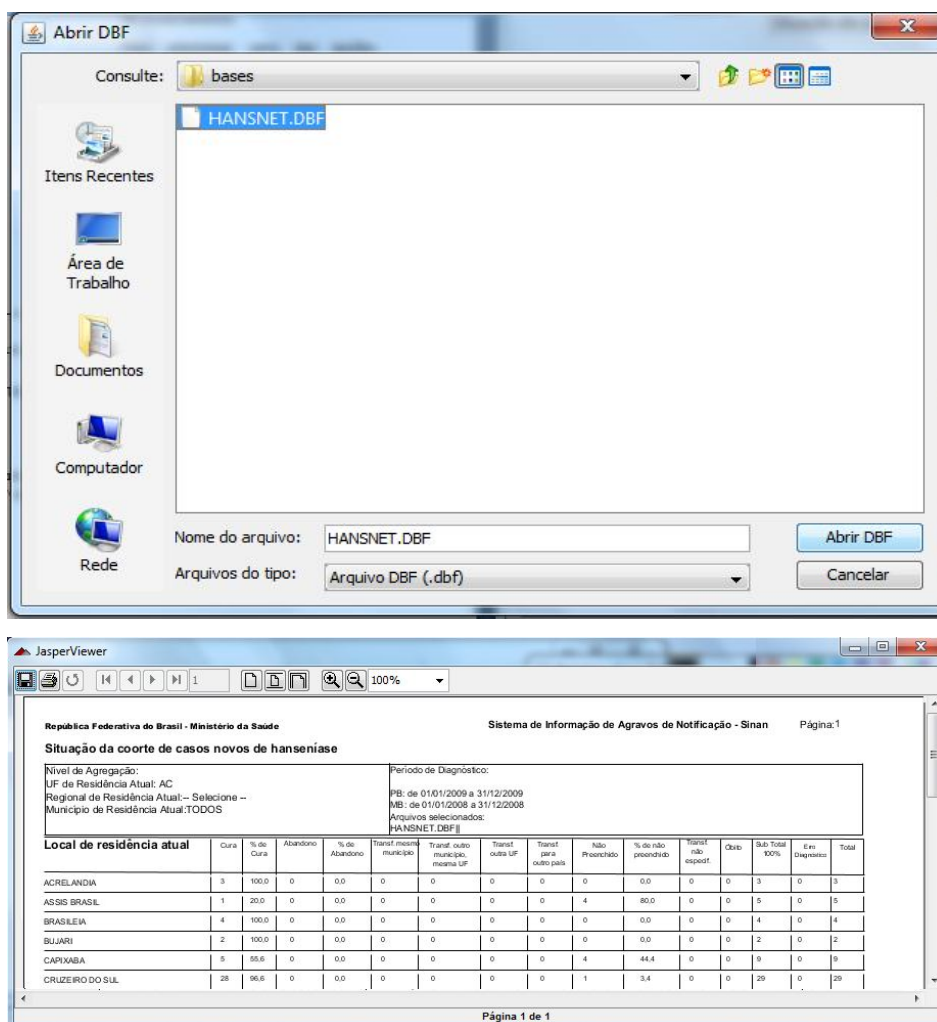 Abrir DBF
Consulte: bases
HANSNET.DBF
Itens Recentes
Área de
Trabalho
Documentos
Computador
Rede
Nome do arquivo: HANSNET.DBF Abrir DBF
Arquivos do tipo: Arquivo DBF (.dbf) Cancelar
JasperViewer
1 100%
República Federativa do Brasil - Ministério da Saúde Sistema de Informação de Agravos de Notificação - Sinan Página:1
Situação da coorte de casos novos de hanseníase
Nivel de Agregação: Periodo de Diagnóstico:
UF de Residência Atual: AC
Regional de Residência Atual:-- Selecione -- PB: de 01/01/2009 a 31/12/2009
Municipio de Residência Atual:TODOS MB: de 01/01/2008 a 31/12/2008
Arquivos selecionados:
HANSNET.DBF||
Local de residência atual Cura % de Cura Abandono % de Abandono Transf. mesmo município Transf. outro município, mesma UF Transf. outra UF Transf. para outro país Não Preenchido % de não preenchido Transf. não especif. Óbito Sub Total 100% Erro Diagnóstico Total
ACRELANDIA 3 100,0 0 0,0 0 0 0 0 0 0,0 0 0 3 0 3
ASSIS BRASIL 1 20,0 0 0,0 0 0 0 0 4 80,0 0 0 5 0 5
BRASILEIA 4 100,0 0 0,0 0 0 0 0 0 0,0 0 0 4 0 4
BUJARI 2 100,0 0 0,0 0 0 0 0 0 0,0 0 0 2 0 2
CAPIXABA 5 55,6 0 0,0 0 0 0 0 4 44,4 0 0 9 0 9
CRUZEIRO DO SUL 28 96,6 0 0,0 0 0 0 0 1 3,4 0 0 29 0 29
Página 1 de 1